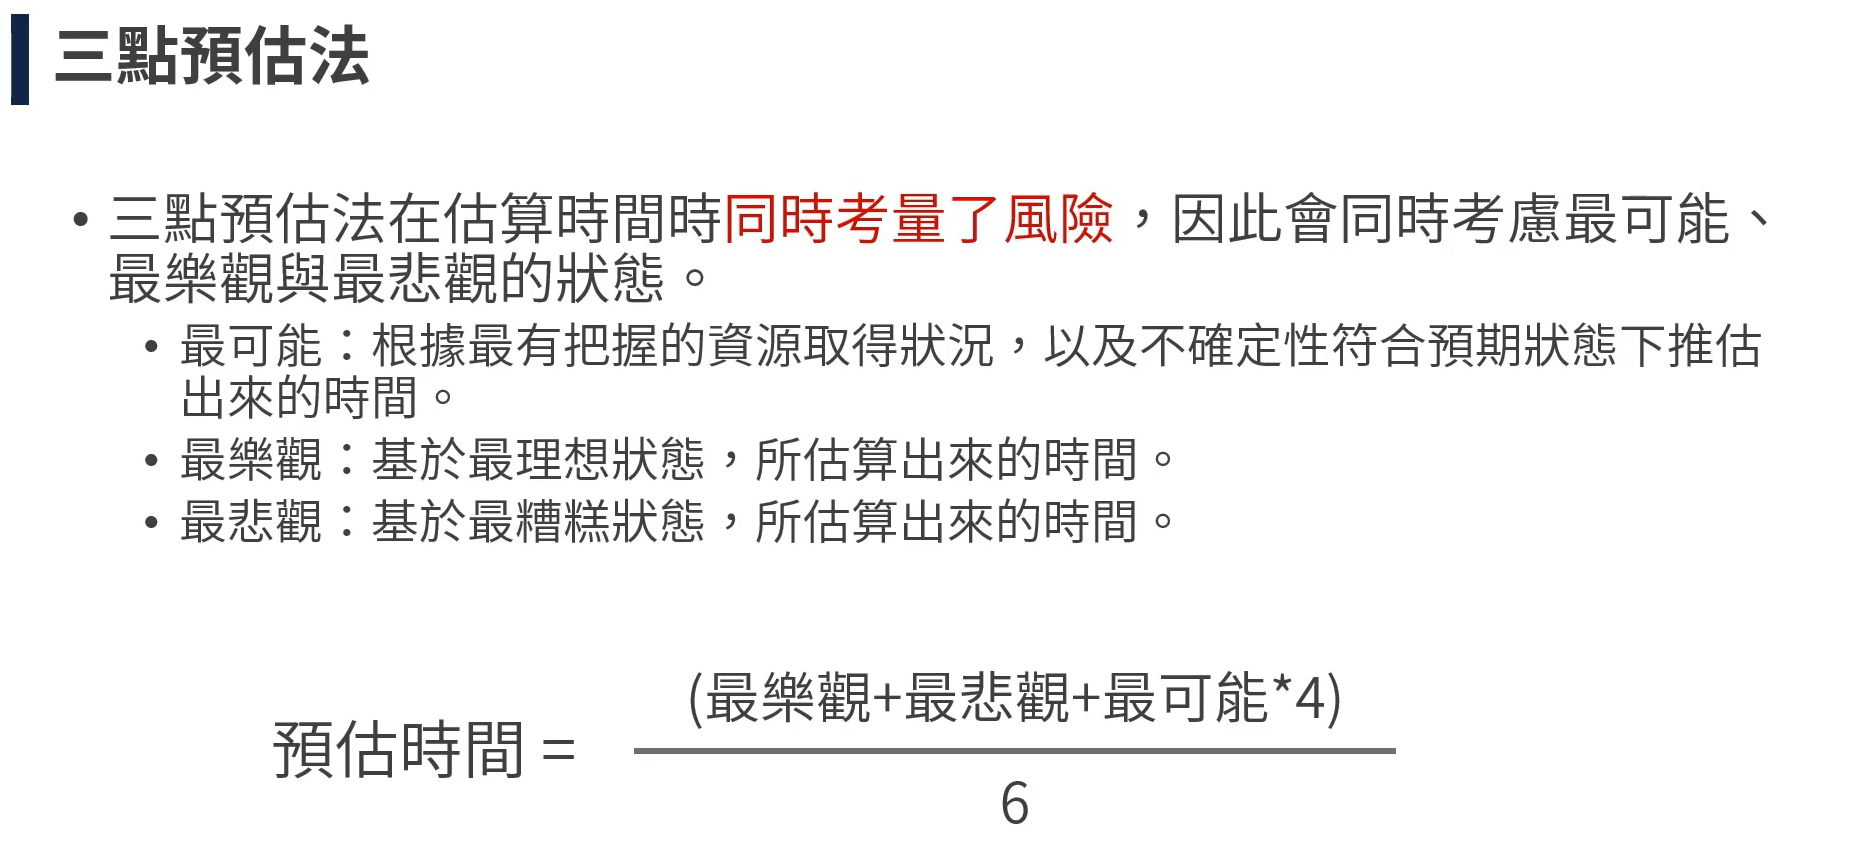 三點預估法
• 三點預估法在估算時間時同時考量了風險，因此會同時考慮最可能、
最樂觀與最悲觀的狀態。
• 最可能：根據最有把握的資源取得狀況，以及不確定性符合預期狀態下推估
出來的時間。
• 最樂觀：基於最理想狀態，所估算出來的時間。
• 最悲觀：基於最糟糕狀態，所估算出來的時間。
(最樂觀+最悲觀+最可能*4)
預估時間 =
6